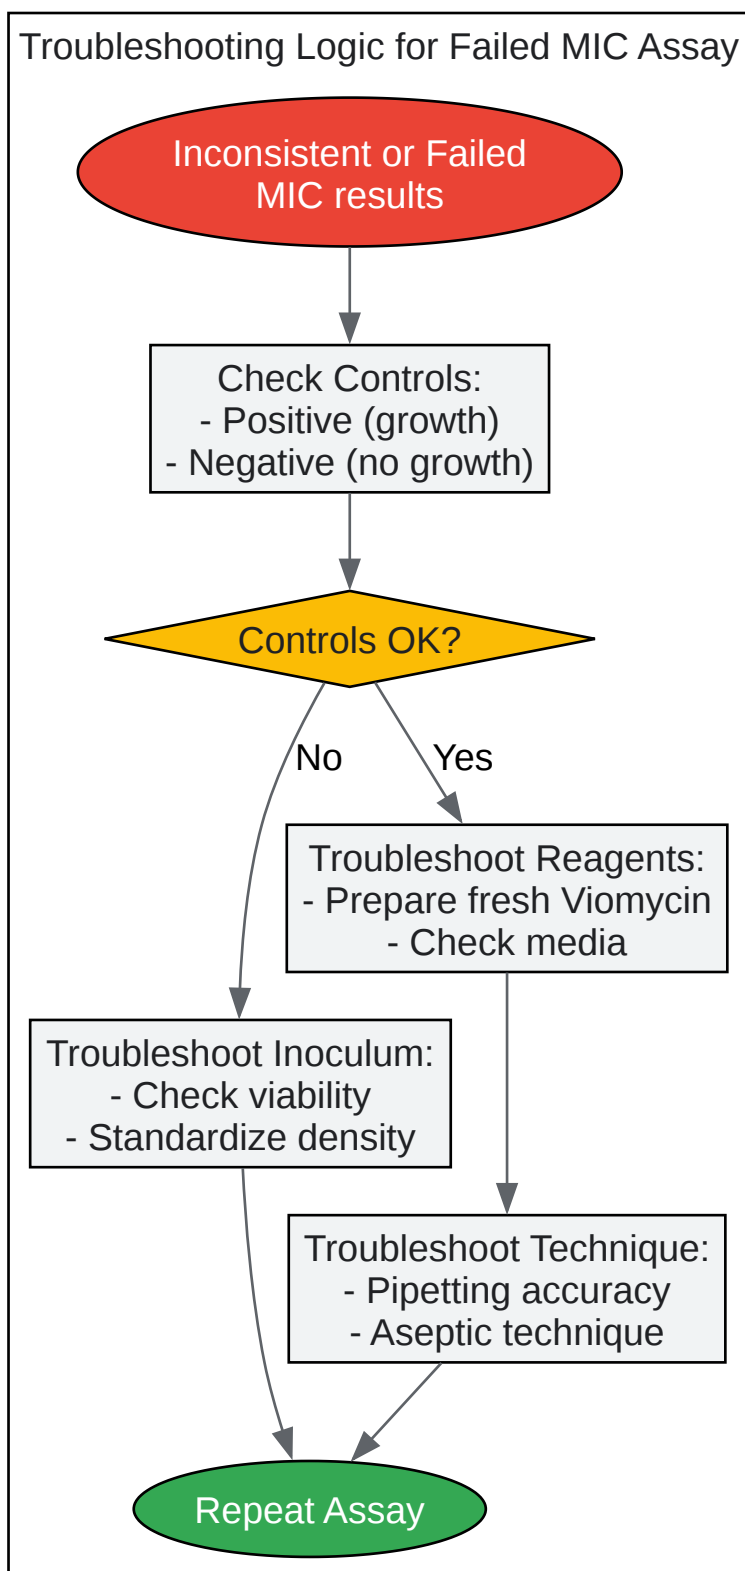 Troubleshooting Logic for Failed MIC Assay
Inconsistent or Failed
MIC results
Check Controls:
- Positive (growth)
- Negative (no growth)
Controls OK?
No
Yes
Troubleshoot Reagents:
- Prepare fresh Viomycin
- Check media
Troubleshoot Inoculum:
- Check viability
- Standardize density
Troubleshoot Technique:
- Pipetting accuracy
- Aseptic technique
Repeat Assay